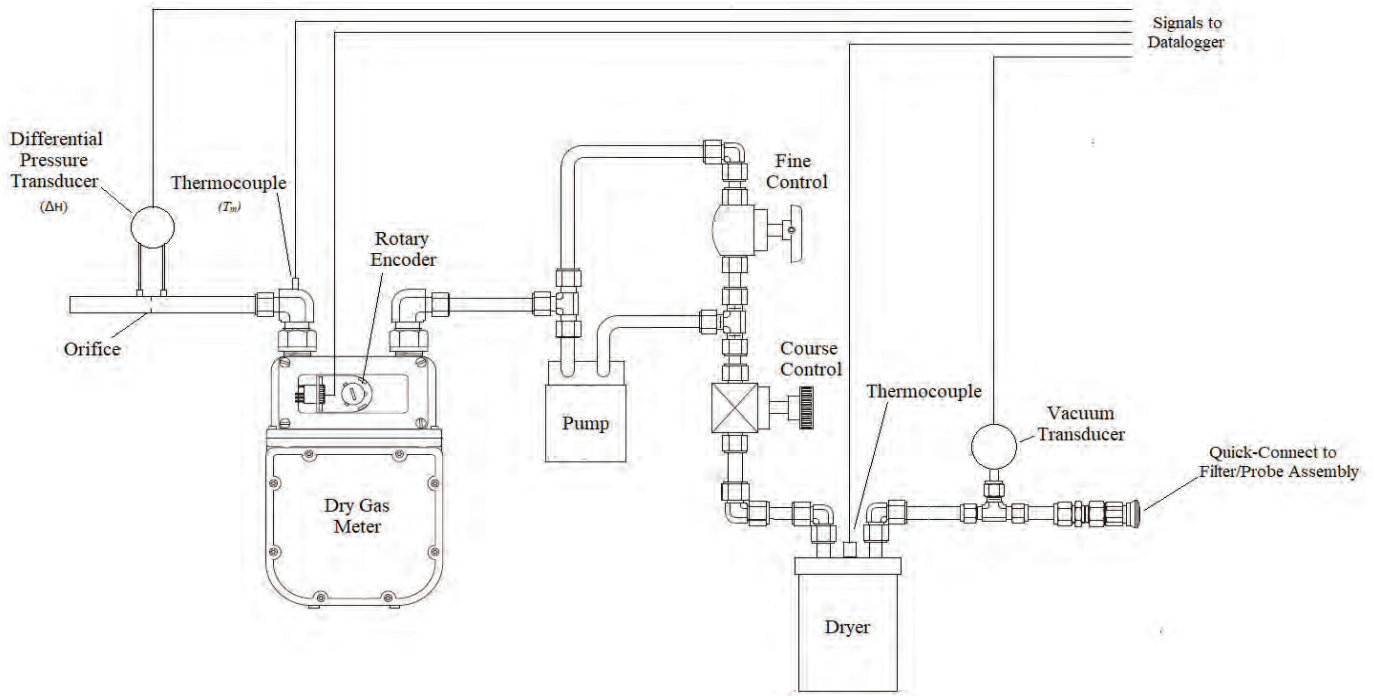 Signals to
Datalogger
Differential
Pressure
Transducer
(ΔH)
Thermocouple
(Tm)
Rotary
Encoder
Fine
Control
Orifice
Course
Control
Pump
Thermocouple
Vacuum
Transducer
Quick-Connect to
Filter/Probe Assembly
Dry Gas
Meter
Dryer